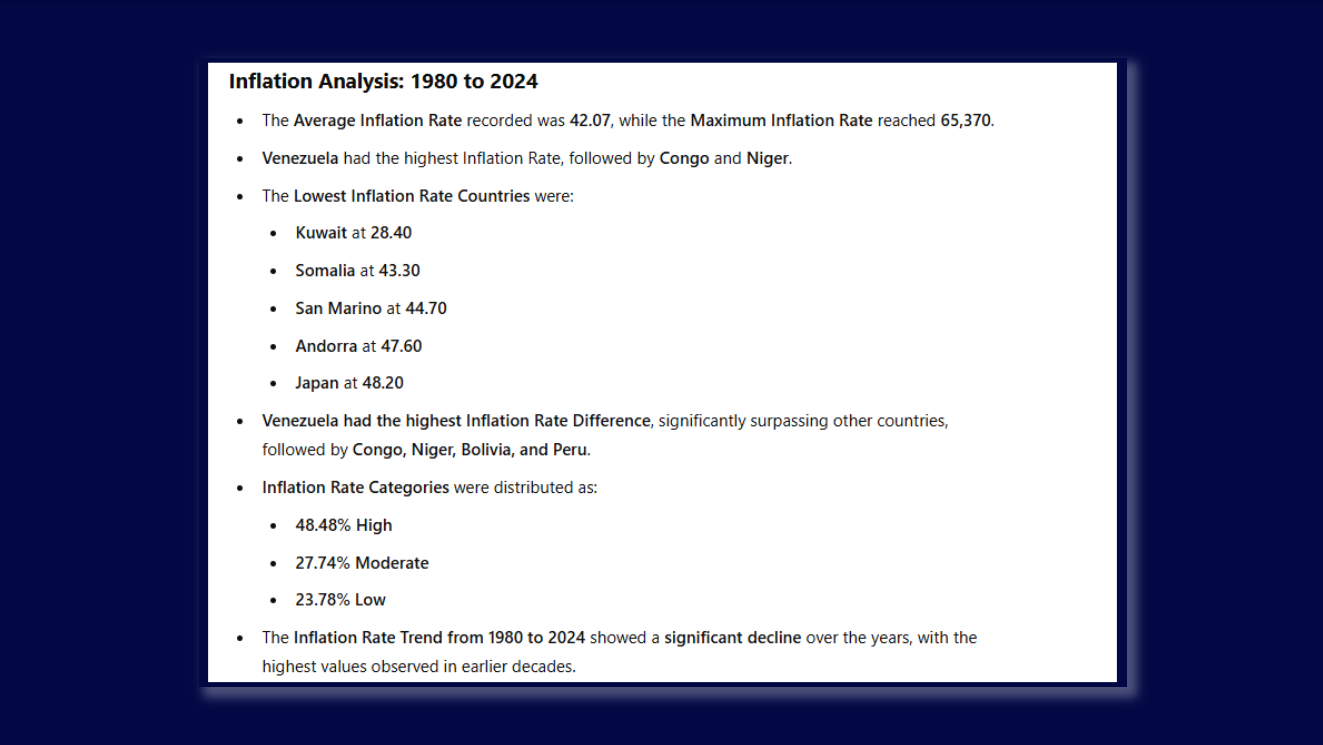 Inflation Analysis: 1980 to 2024
• The Average Inflation Rate recorded was 42.07, while the Maximum Inflation Rate reached 65,370.
• Venezuela had the highest Inflation Rate, followed by Congo and Niger.
• The Lowest Inflation Rate Countries were:
• Kuwait at 28.40
• Somalia at 43.30
• San Marino at 44.70
• Andorra at 47.60
• Japan at 48.20
• Venezuela had the highest Inflation Rate Difference, significantly surpassing other countries,
followed by Congo, Niger, Bolivia, and Peru.
• Inflation Rate Categories were distributed as:
• 48.48% High
• 27.74% Moderate
• 23.78% Low
• The Inflation Rate Trend from 1980 to 2024 showed a significant decline over the years, with the
highest values observed in earlier decades.